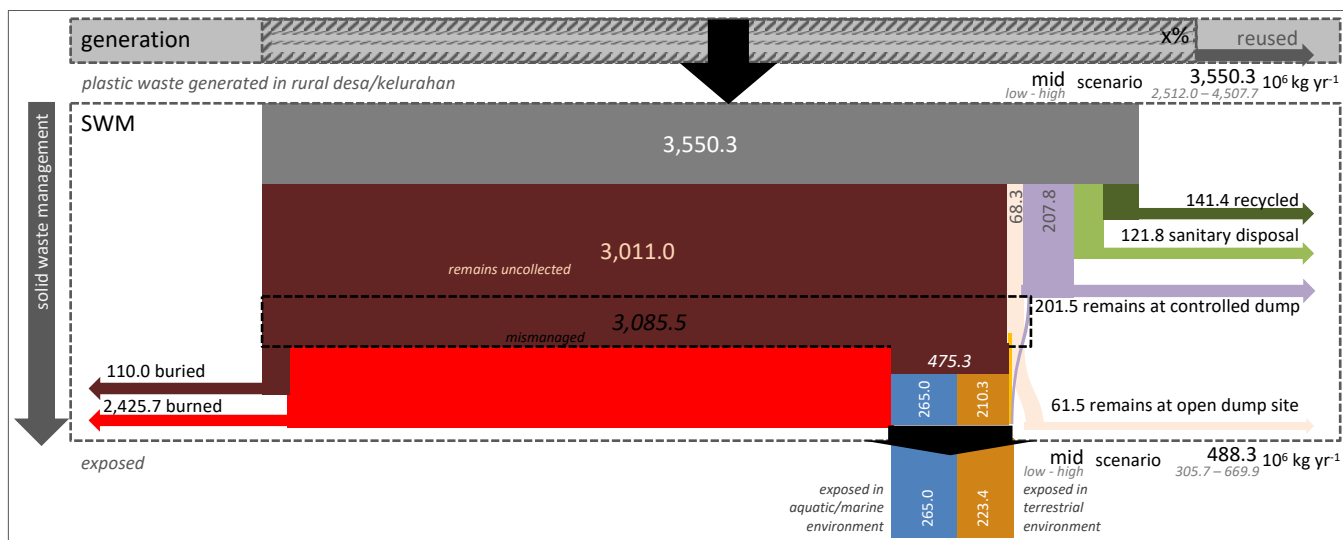 generation
x%
reused
plastic waste generated in rural desa/kelurahan
mid scenario 3,550.3 10⁶ kg yr⁻¹
low - high 2,512.0 – 4,507.7
solid waste management
SWM
3,550.3
68.3
207.8
141.4 recycled
121.8 sanitary disposal
3,011.0
remains uncollected
201.5 remains at controlled dump
3,085.5
mismanaged
475.3
110.0 buried
2,425.7 burned
265.0
210.3
61.5 remains at open dump site
exposed
mid scenario 488.3 10⁶ kg yr⁻¹
low - high 305.7 – 669.9
exposed in
aquatic/marine
environment
265.0
223.4
exposed in
terrestrial
environment